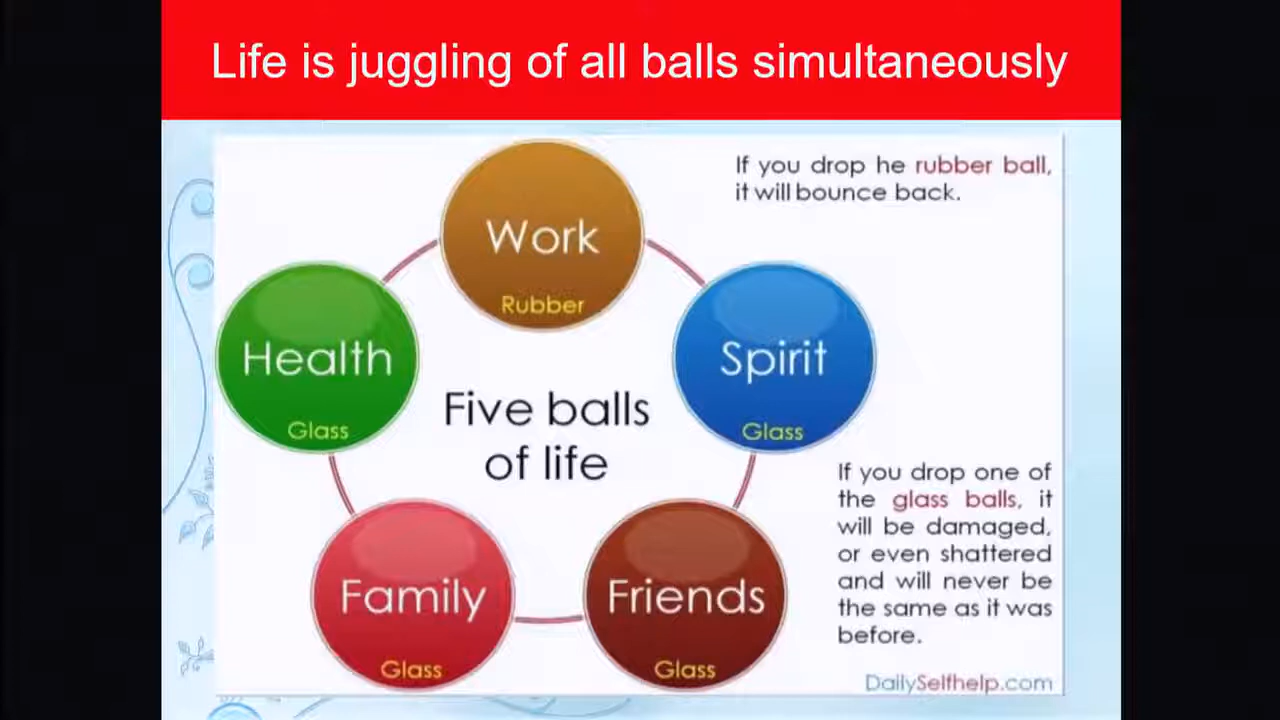 Life is juggling of all balls simultaneously
If you drop he rubber ball,
it will bounce back.
Work
Rubber
Health
Glass
Spirit
Glass
Five balls
of life
Family
Glass
Friends
Glass
If you drop one of
the glass balls, it
will be damaged,
or even shattered
and will never be
the same as it was
before.
DailySelfhelp.com